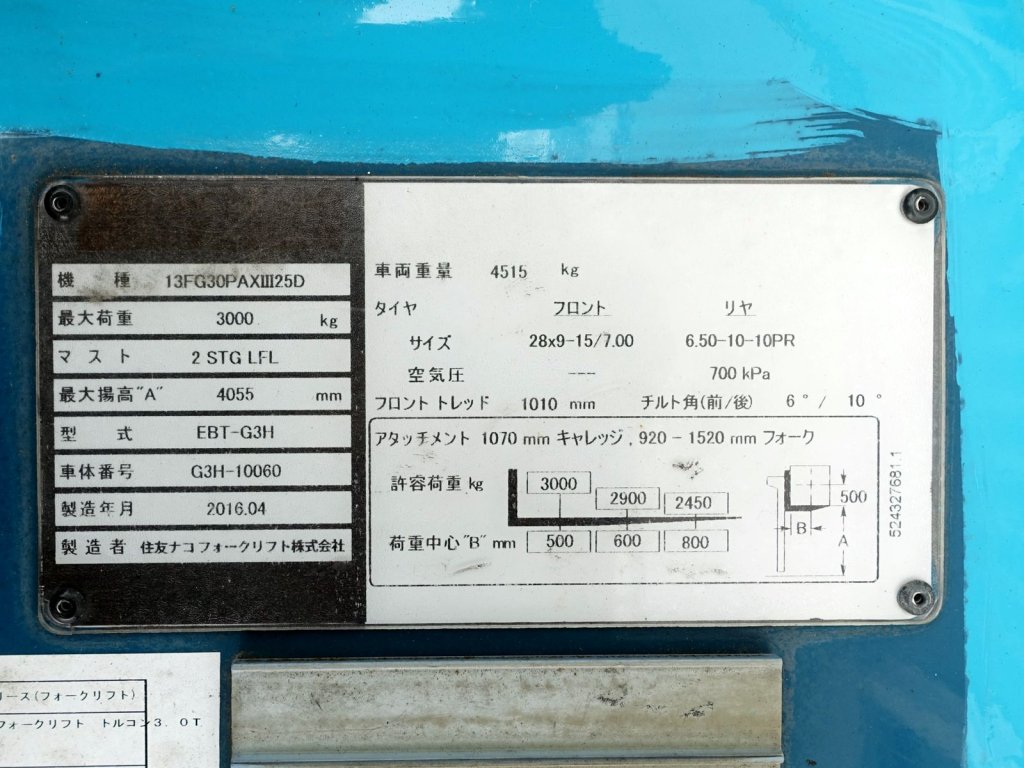 機種 13FG30PAXⅢ25D
最大荷重 3000 kg
マスト 2 STG LFL
最大揚高"A" 4055 mm
型式 EBT-G3H
車体番号 G3H-10060
製造年月 2016.04
製造者 住友ナコフォークリフト株式会社
車両重量 4515 kg
タイヤ フロント リヤ
サイズ 28x9-15/7.00 6.50-10-10PR
空気圧 --- 700 kPa
フロント トレッド 1010 mm チルト角(前/後) 6°/ 10°
アタッチメント 1070 mm キャレッジ , 920 - 1520 mm フォーク
許容荷重 kg 3000 2900 2450
荷重中心"B" mm 500 600 800
500
B
A
524327681.1
リース(フォークリフト)
フォークリフト トルコン3.0T